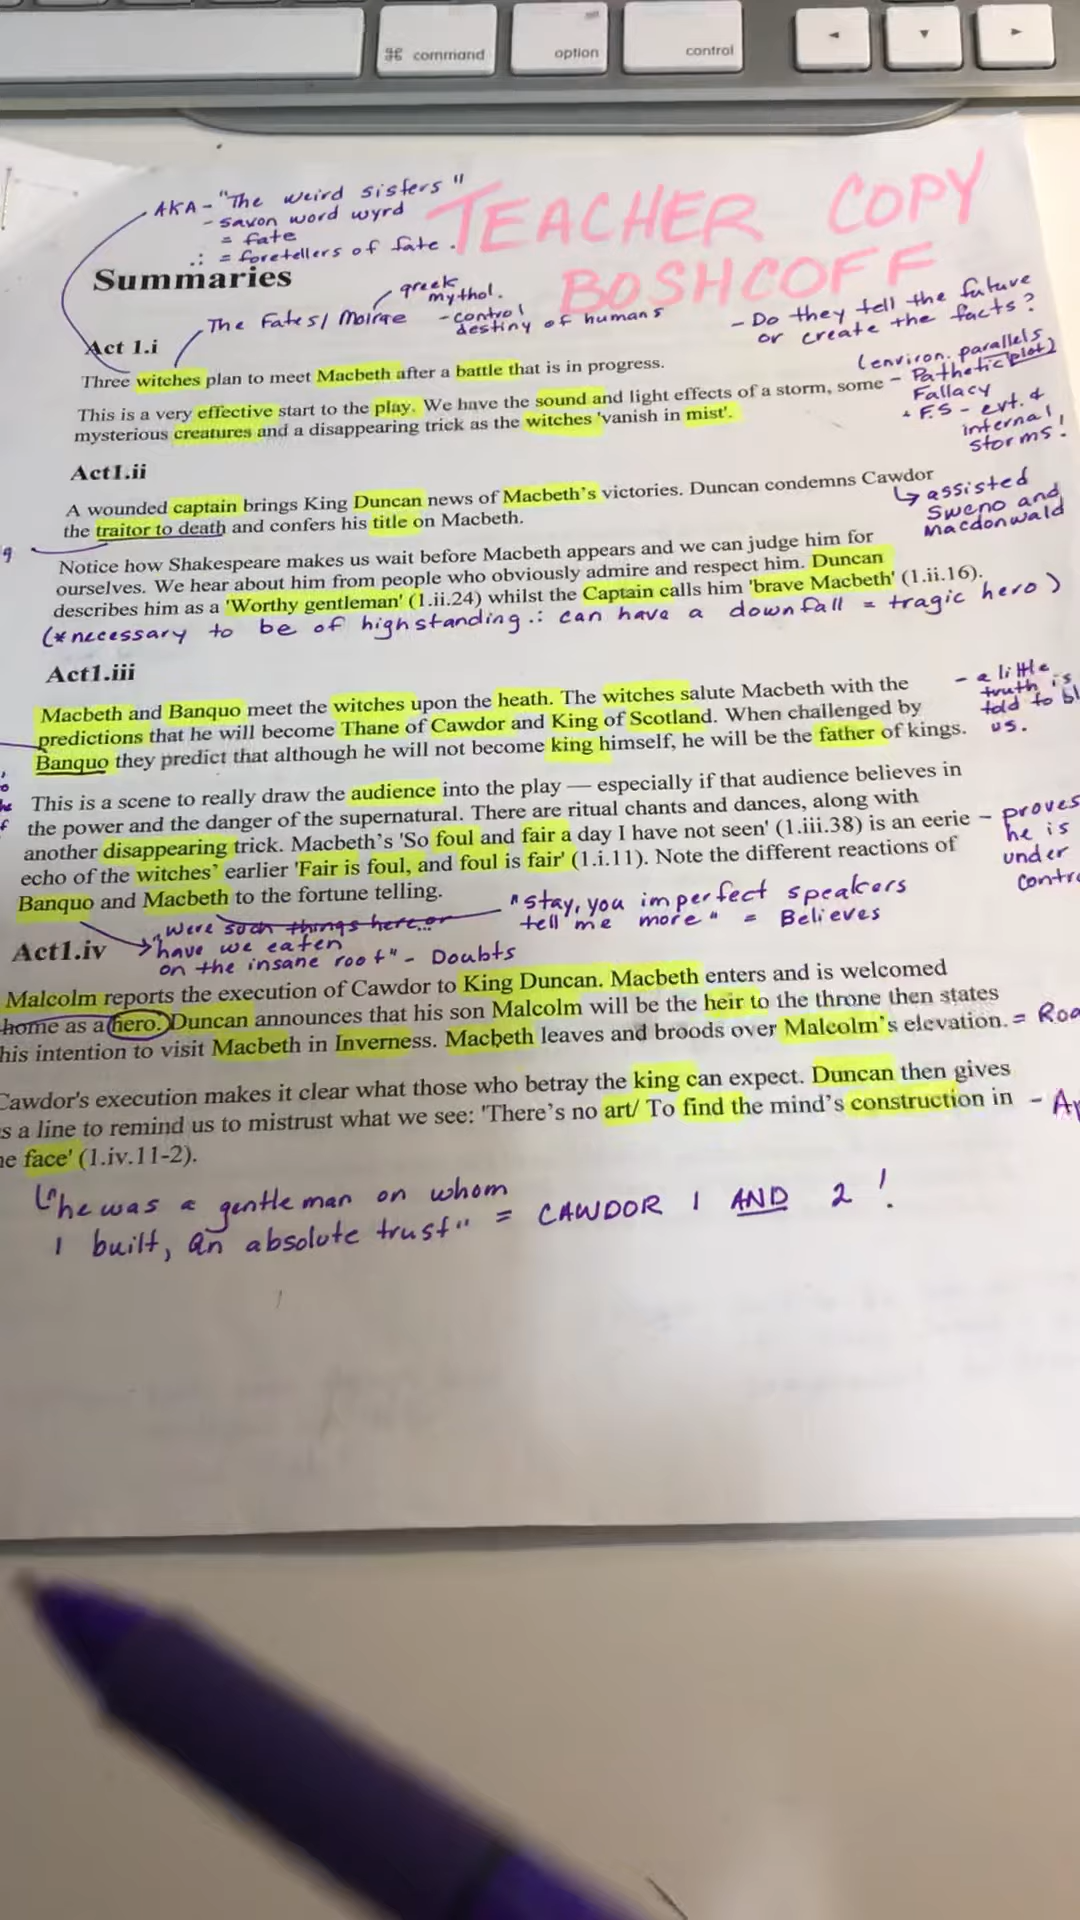 alt
⌘ command
option
control
◄
▼
►
AKA - "The weird sisters"
- saxon word wyrd
= fate
∴ = foretellers of fate.
TEACHER COPY
BOSHCOFF
Summaries
greek
mythol.
The Fates/ Moirae
- control
destiny of humans
- Do they tell the future
or create the facts?
Act 1.i
Three witches plan to meet Macbeth after a battle that is in progress.
(environ. parallels
plot)
This is a very effective start to the play. We have the sound and light effects of a storm, some
mysterious creatures and a disappearing trick as the witches 'vanish in mist'.
- Pathetic
Fallacy
+ F.S - ext. &
internal
storms!
Act1.ii
A wounded captain brings King Duncan news of Macbeth's victories. Duncan condemns Cawdor
the traitor to death and confers his title on Macbeth.
↳ assisted
Sweno and
Macdonwald
Notice how Shakespeare makes us wait before Macbeth appears and we can judge him for
ourselves. We hear about him from people who obviously admire and respect him. Duncan
describes him as a 'Worthy gentleman' (1.ii.24) whilst the Captain calls him 'brave Macbeth' (1.ii.16).
(*necessary to be of high standing ∴ can have a downfall = tragic hero)
Act1.iii
Macbeth and Banquo meet the witches upon the heath. The witches salute Macbeth with the
predictions that he will become Thane of Cawdor and King of Scotland. When challenged by
Banquo they predict that although he will not become king himself, he will be the father of kings.
- a little
truth is
told to
us.
This is a scene to really draw the audience into the play — especially if that audience believes in
the power and the danger of the supernatural. There are ritual chants and dances, along with
another disappearing trick. Macbeth's 'So foul and fair a day I have not seen' (1.iii.38) is an eerie
echo of the witches' earlier 'Fair is foul, and foul is fair' (1.i.11). Note the different reactions of
Banquo and Macbeth to the fortune telling.
- proves
he is
under
"Stay, you imperfect speakers
tell me more" = Believes
"Were such things here... or
have we eaten
on the insane root" - Doubts
Act1.iv
Malcolm reports the execution of Cawdor to King Duncan. Macbeth enters and is welcomed
home as a hero. Duncan announces that his son Malcolm will be the heir to the throne then states
his intention to visit Macbeth in Inverness. Macbeth leaves and broods over Malcolm's elevation.
Cawdor's execution makes it clear what those who betray the king can expect. Duncan then gives
s a line to remind us to mistrust what we see: 'There's no art/ To find the mind's construction in
e face' (1.iv.11-2).
"he was a gentleman on whom
I built, an absolute trust" = CAWDOR 1 AND 2!